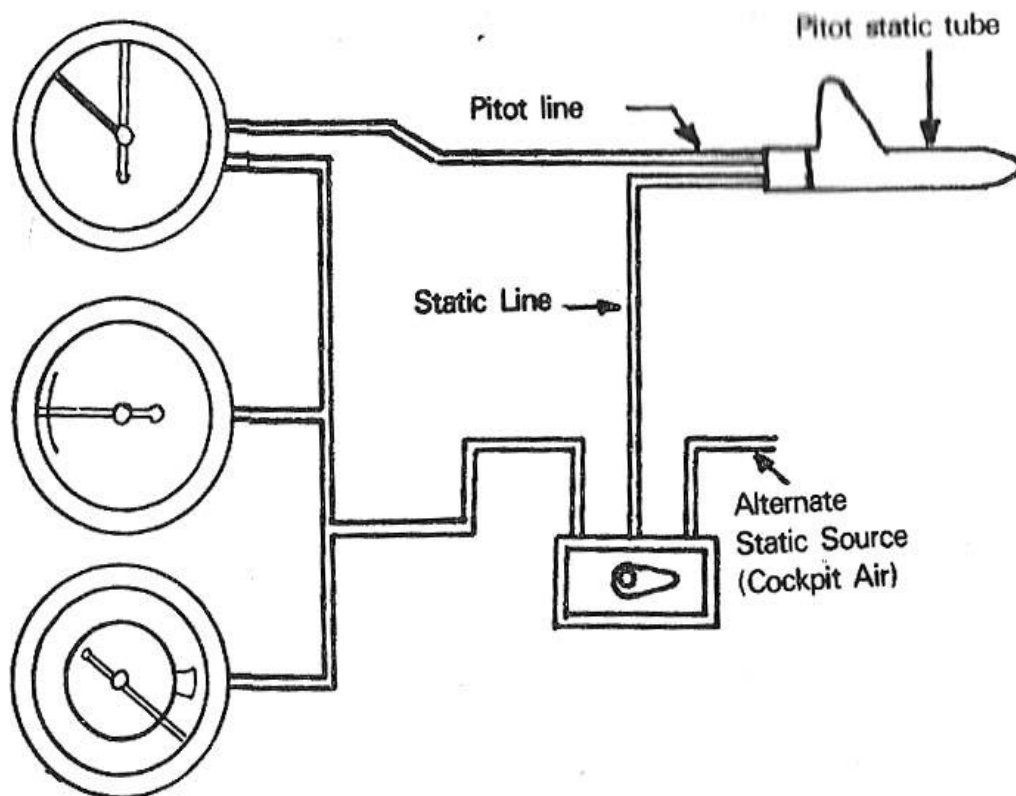 Pitot static tube
Pitot line
Static Line
Alternate
Static Source
(Cockpit Air)